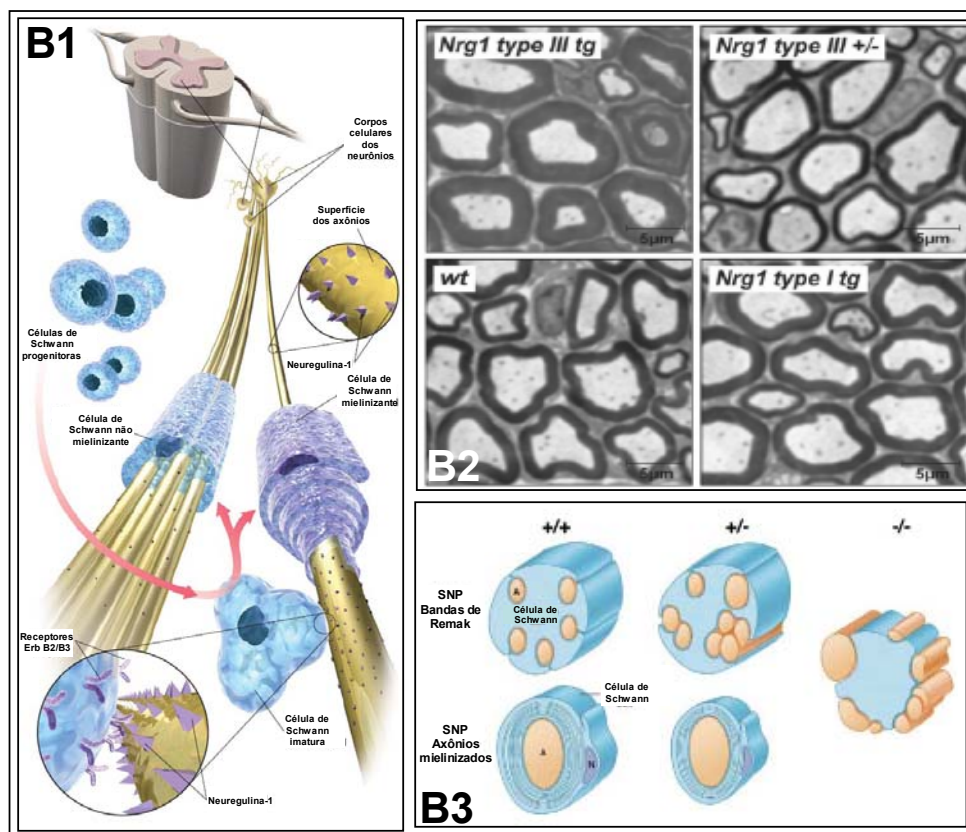 B1
Corpos
celulares
dos
neurônios
Superfície
dos axônios
Neuregulina-1
Célula de
Schwann
mielinizante
Células de
Schwann
progenitoras
Célula de
Schwann não
mielinizante
Receptores
Erb B2/B3
Célula de
Schwann
imatura
Neuregulina-1
Nrg1 type III tg
5µm
Nrg1 type III +/-
5µm
wt
B2
5µm
Nrg1 type I tg
5µm
+/+
+/-
-/-
SNP
Bandas de
Remak
A
Célula de
Schwann
SNP
Axônios
mielinizados
A
N
Célula de
Schwann
B3